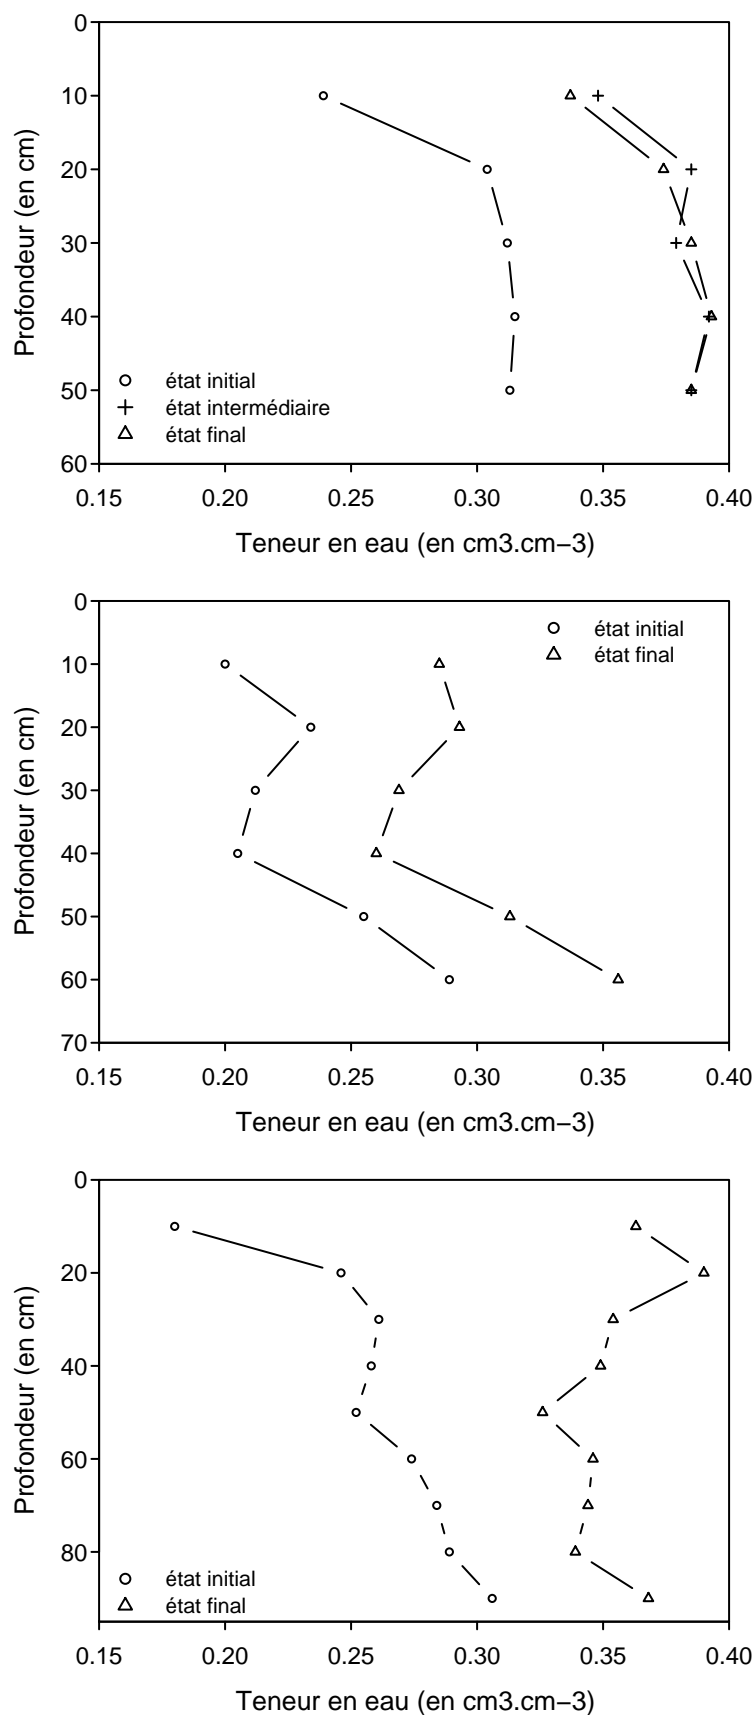 0
10
20
30
40
50
60
Profondeur (en cm)
état initial
état intermédiaire
état final
0.15 0.20 0.25 0.30 0.35 0.40
Teneur en eau (en cm3.cm−3)
0
10
20
30
40
50
60
70
Profondeur (en cm)
état initial
état final
0.15 0.20 0.25 0.30 0.35 0.40
Teneur en eau (en cm3.cm−3)
0
20
40
60
80
Profondeur (en cm)
état initial
état final
0.15 0.20 0.25 0.30 0.35 0.40
Teneur en eau (en cm3.cm−3)